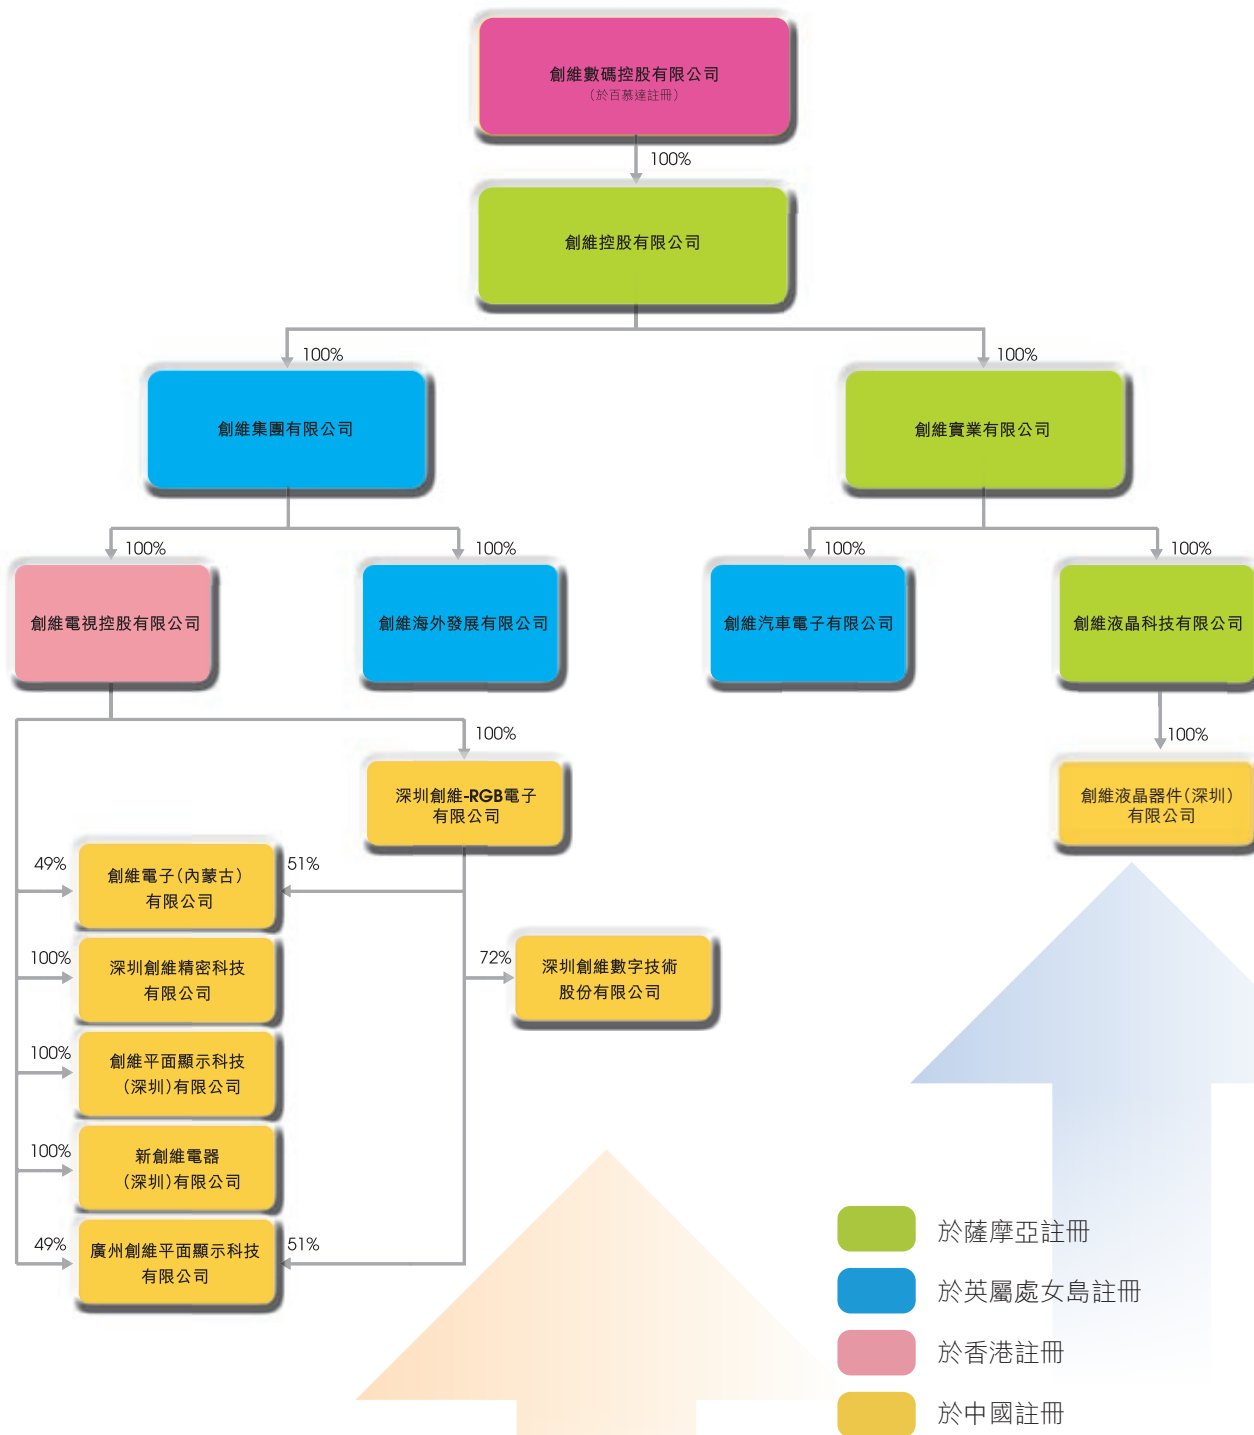 創維數碼控股有限公司
（於百慕達註冊）
100%
創維控股有限公司
100%
100%
創維集團有限公司
創維實業有限公司
100%
100%
100%
100%
創維電視控股有限公司
創維海外發展有限公司
創維汽車電子有限公司
創維液晶科技有限公司
100%
100%
深圳創維-RGB電子
有限公司
創維液晶器件(深圳)
有限公司
49%
創維電子(內蒙古)
有限公司
51%
100%
深圳創維精密科技
有限公司
72%
深圳創維數字技術
股份有限公司
100%
創維平面顯示科技
(深圳)有限公司
100%
新創維電器
(深圳)有限公司
49%
廣州創維平面顯示科技
有限公司
51%
於薩摩亞註冊
於英屬處女島註冊
於香港註冊
於中國註冊